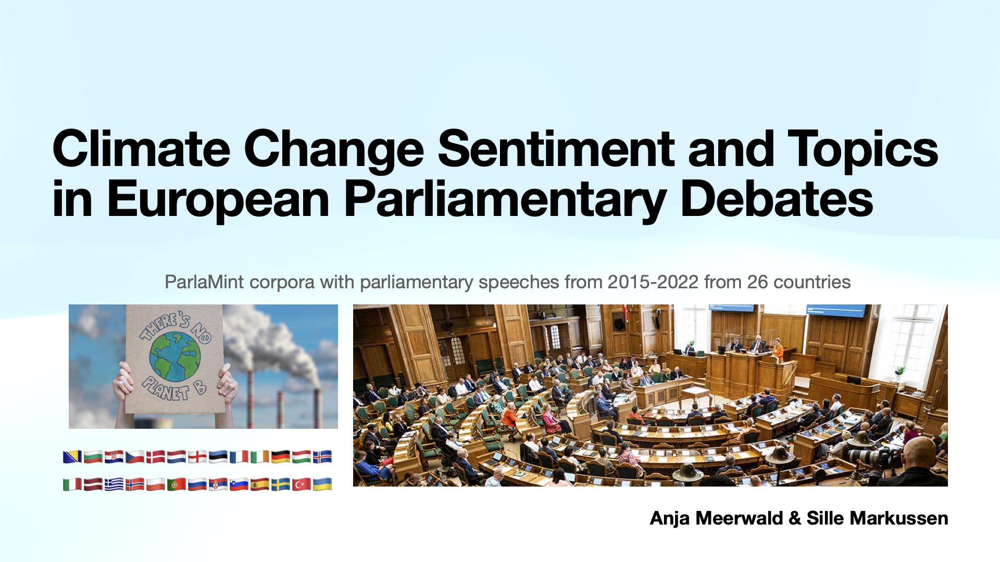 Climate Change Sentiment and Topics
in European Parliamentary Debates
ParlaMint corpora with parliamentary speeches from 2015-2022 from 26 countries
THERE'S NO
PLANET B
Anja Meerwald & Sille Markussen